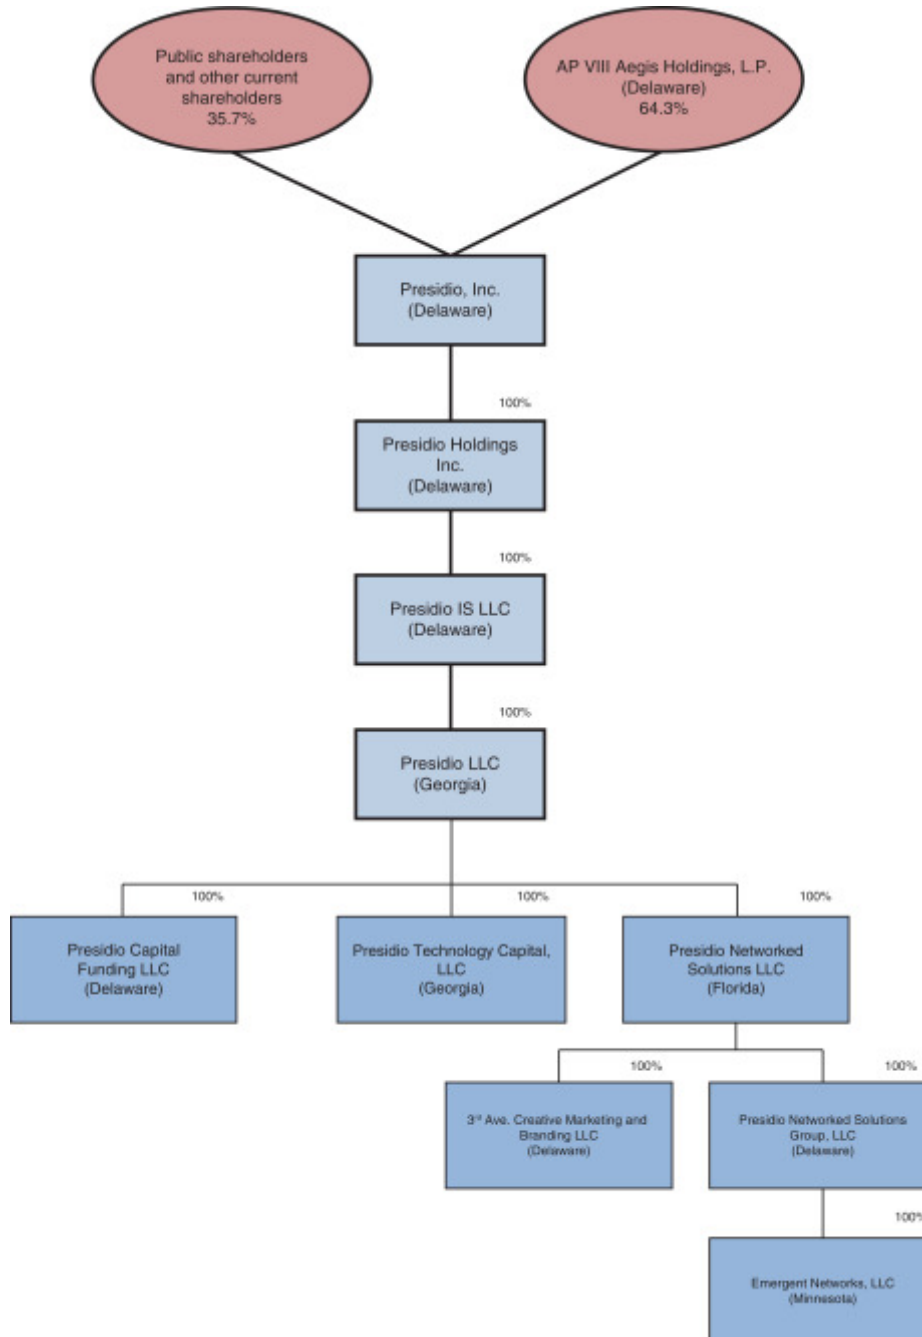 Public shareholders
and other current
shareholders
35.7%
AP VIII Aegis Holdings, L.P.
(Delaware)
64.3%
Presidio, Inc.
(Delaware)
100%
Presidio Holdings
Inc.
(Delaware)
100%
Presidio IS LLC
(Delaware)
100%
Presidio LLC
(Georgia)
100%
100%
100%
Presidio Capital
Funding LLC
(Delaware)
Presidio Technology Capital,
LLC
(Georgia)
Presidio Networked
Solutions LLC
(Florida)
100%
100%
3rd Ave. Creative Marketing and
Branding LLC
(Delaware)
Presidio Networked Solutions
Group, LLC
(Delaware)
100%
Emergent Networks, LLC
(Minnesota)